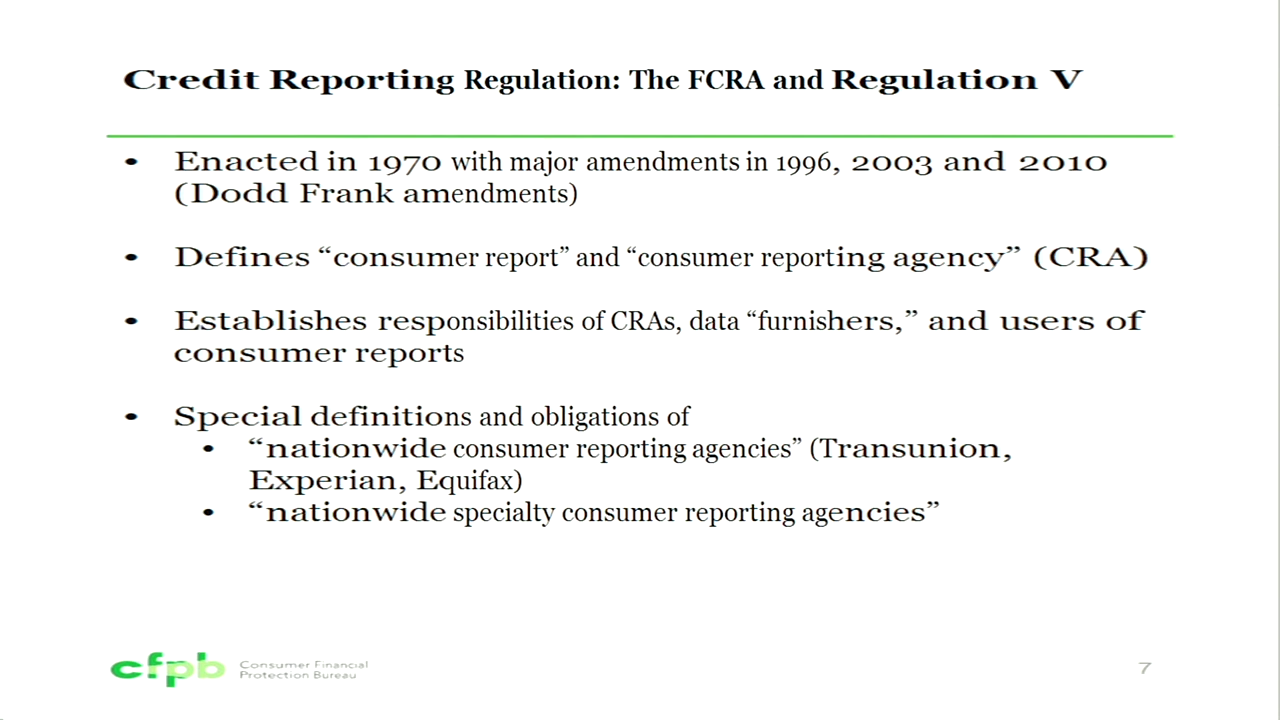 Credit Reporting Regulation: The FCRA and Regulation V
• Enacted in 1970 with major amendments in 1996, 2003 and 2010
(Dodd Frank amendments)
• Defines “consumer report” and “consumer reporting agency” (CRA)
• Establishes responsibilities of CRAs, data “furnishers,” and users of
consumer reports
• Special definitions and obligations of
• “nationwide consumer reporting agencies” (Transunion,
Experian, Equifax)
• “nationwide specialty consumer reporting agencies”
cfpb Consumer Financial
Protection Bureau
7